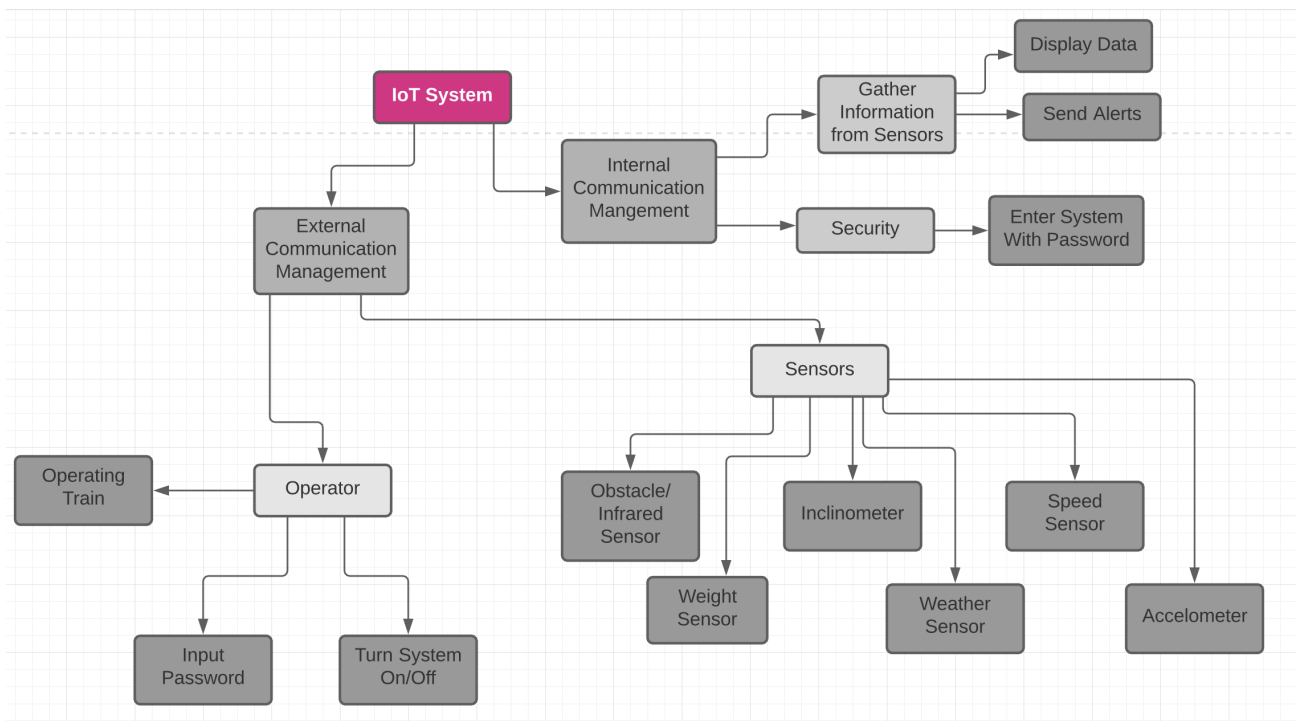 Display Data
IoT System
Gather
Information
from Sensors
Send Alerts
Internal
Communication
Mangement
External
Communication
Management
Security
Enter System
With Password
Sensors
Operating
Train
Operator
Obstacle/
Infrared
Sensor
Inclinometer
Speed
Sensor
Weight
Sensor
Weather
Sensor
Accelometer
Input
Password
Turn System
On/Off